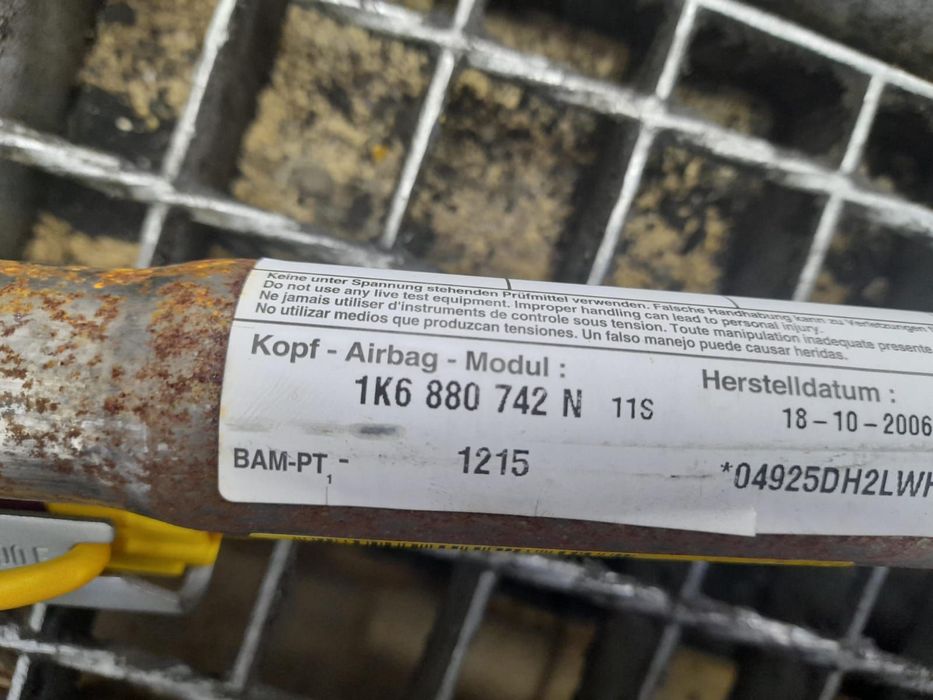 Keine unter Spannung stehenden Prüfmittel verwenden. Falsche Handhabung kann zu Verletzungen
Do not use any live test equipment. Improper handling can lead to personal injury.
Ne jamais utiliser d'instruments de controle sous tension. Toute manipulation inadequate presente
No utilizar medios que produzcan tensiones. Un falso manejo puede causar heridas.
Kopf - Airbag - Modul :
1K6 880 742 N 11S
Herstelldatum :
18-10-2006
BAM-PT1 - 1215
*04925DH2LWH